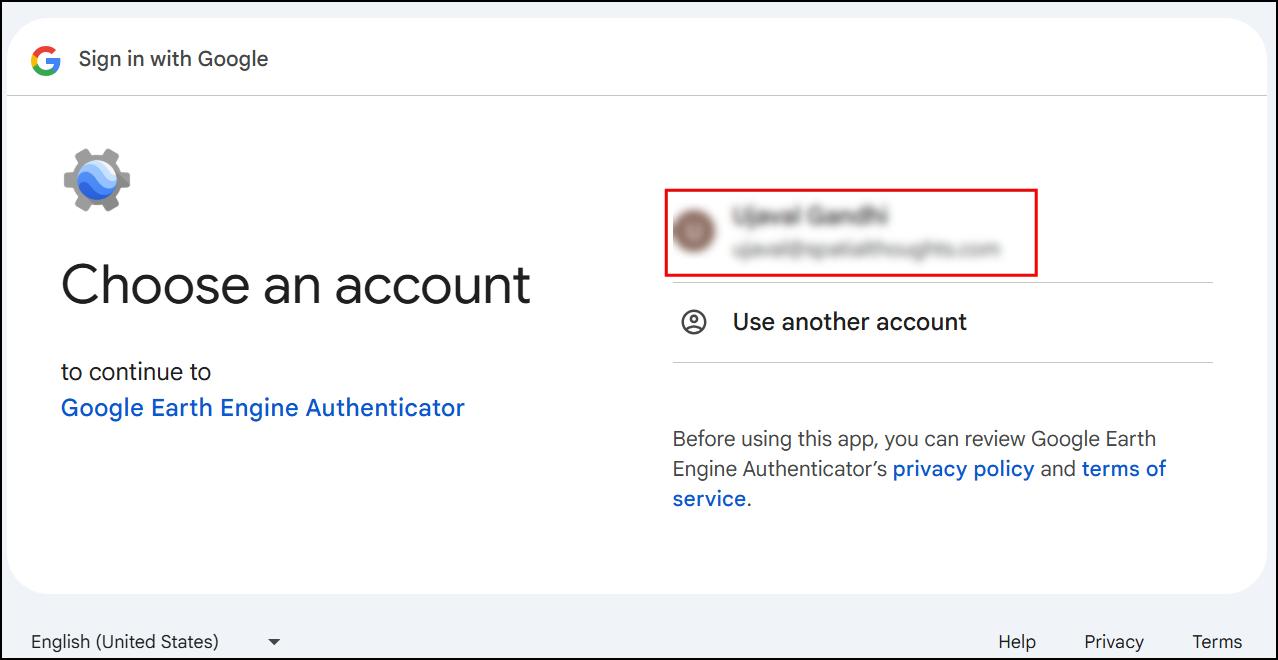 Sign in with Google
Choose an account
to continue to
Google Earth Engine Authenticator
Use another account
Before using this app, you can review Google Earth
Engine Authenticator’s privacy policy and terms of
service.
English (United States)
Help
Privacy
Terms